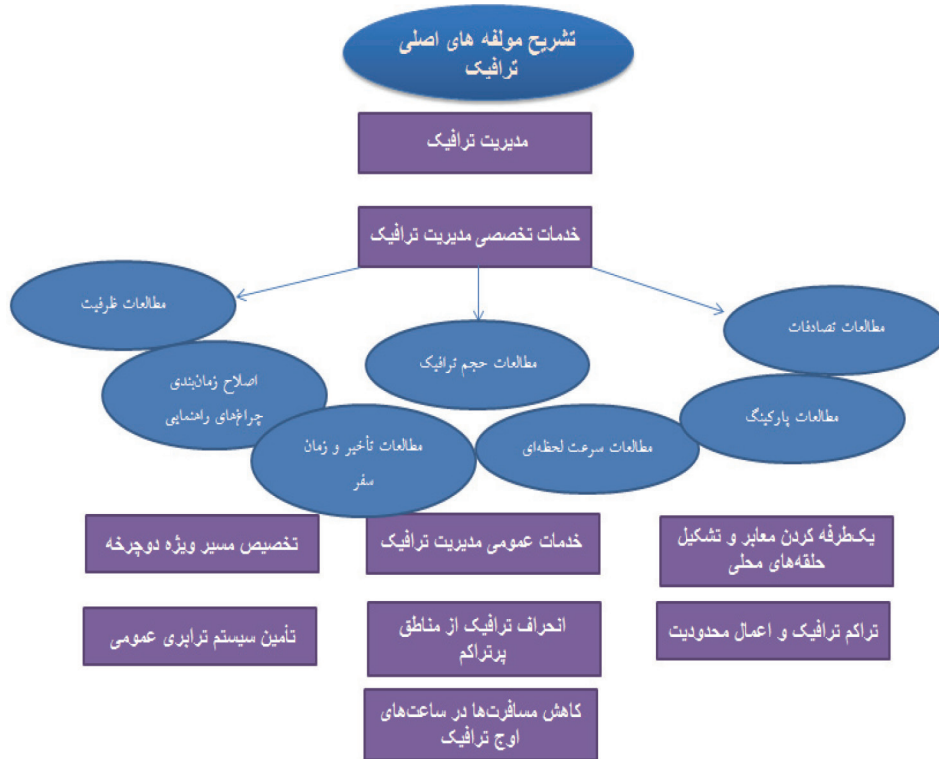 تشریح مولفه های اصلی
ترافیک
مدیریت ترافیک
خدمات تخصصی مدیریت ترافیک
مطالعات تصادفات
مطالعات حجم ترافیک
مطالعات ظرفیت
مطالعات پارکینگ
مطالعات سرعت لحظه‌ای
مطالعات تأخیر و زمان
سفر
اصلاح زمان‌بندی
چراغ‌های راهنمایی
یک‌طرفه کردن معابر و تشکیل
حلقه‌های محلی
خدمات عمومی مدیریت ترافیک
تخصیص مسیر ویژه دوچرخه
تراکم ترافیک و اعمال محدودیت
انحراف ترافیک از مناطق
پرتراکم
تأمین سیستم ترابری عمومی
کاهش مسافرت‌ها در ساعت‌های
اوج ترافیک